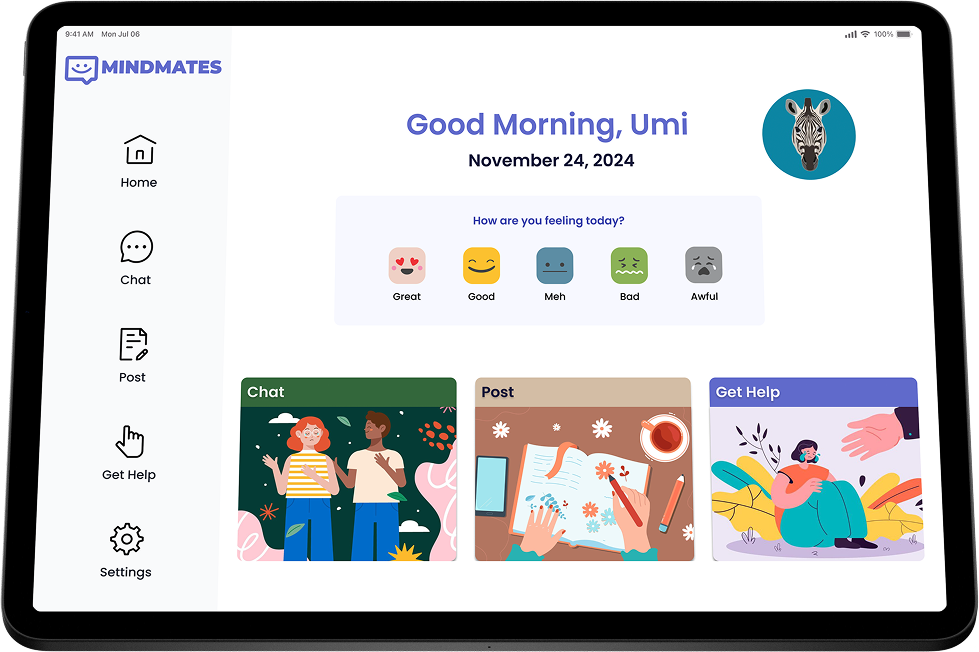 9:41 AM Mon Jul 06
100%
MINDMATES
Home
Chat
Post
Get Help
Settings
Good Morning, Umi
November 24, 2024
How are you feeling today?
Great Good Meh Bad Awful
Chat Post Get Help